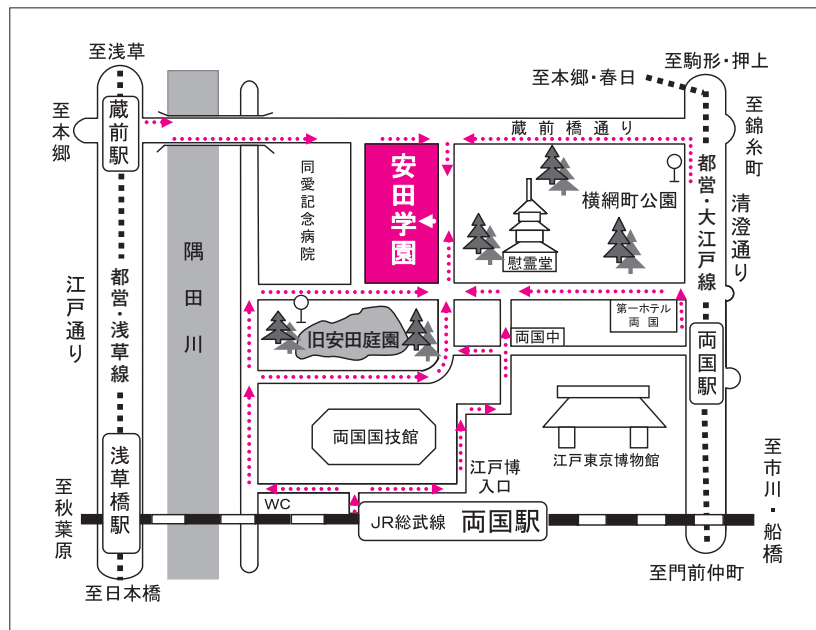 至浅草
至駒形・押上
至本郷・春日
蔵前駅
至本郷
至錦糸町
蔵前橋通り
安田学園
同愛記念病院
横網町公園
都営・大江戸線
清澄通り
隅田川
慰霊堂
江戸通り
都営・浅草線
第一ホテル
両国
旧安田庭園
両国中
両国駅
両国国技館
江戸東京博物館
浅草橋駅
江戸博
入口
至市川・船橋
至秋葉原
WC
JR総武線 両国駅
至日本橋
至門前仲町